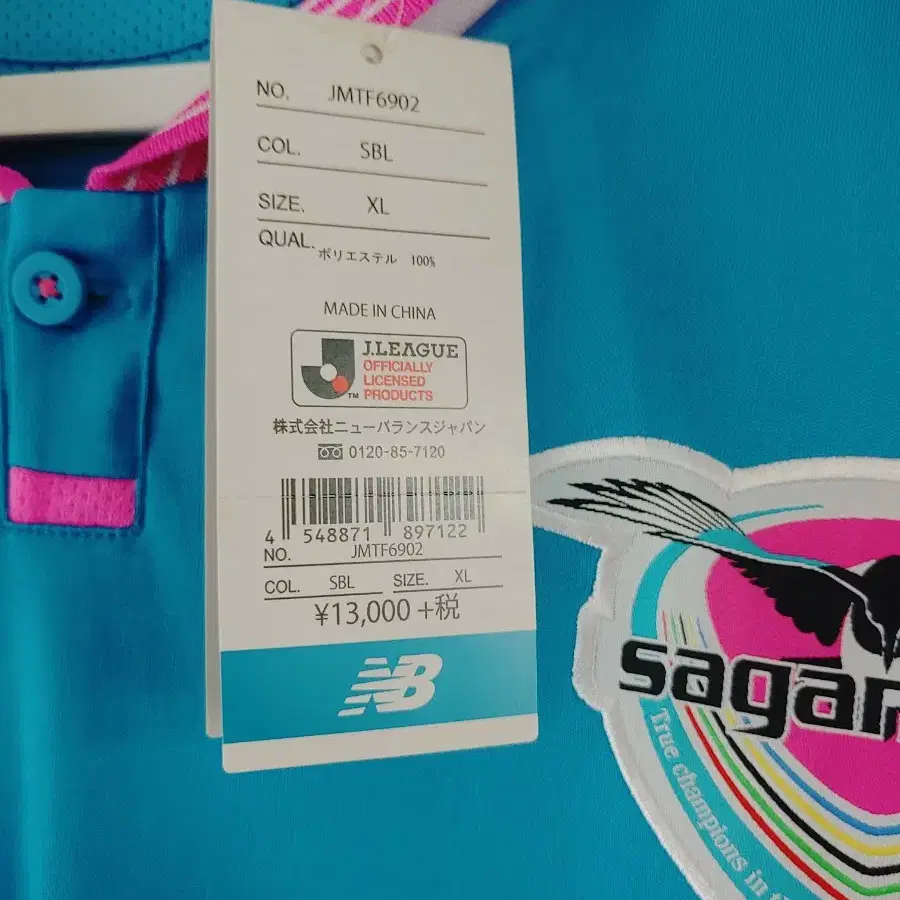 NO. JMTF6902
COL. SBL
SIZE. XL
QUAL. ポリエステル 100%
MADE IN CHINA
J.LEAGUE
OFFICIALLY
LICENSED
PRODUCTS
TM
株式会社ニューバランスジャパン
0120-85-7120
4 548871 897122
NO. JMTF6902
COL. SBL SIZE. XL
¥13,000 +税
NB
sagan
True champions in